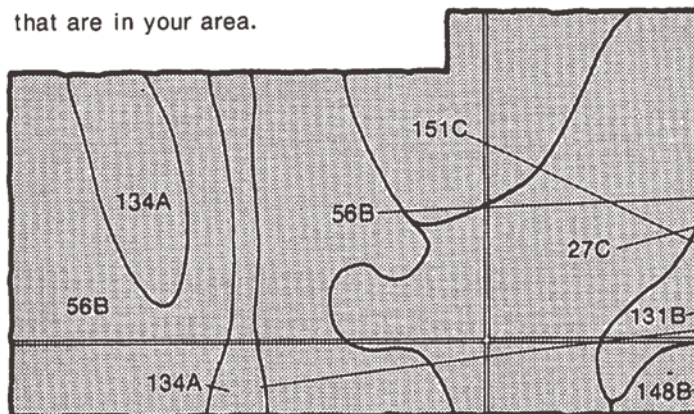 that are in your area.
151C
134A
56B
27C
56B
131B
134A
148B